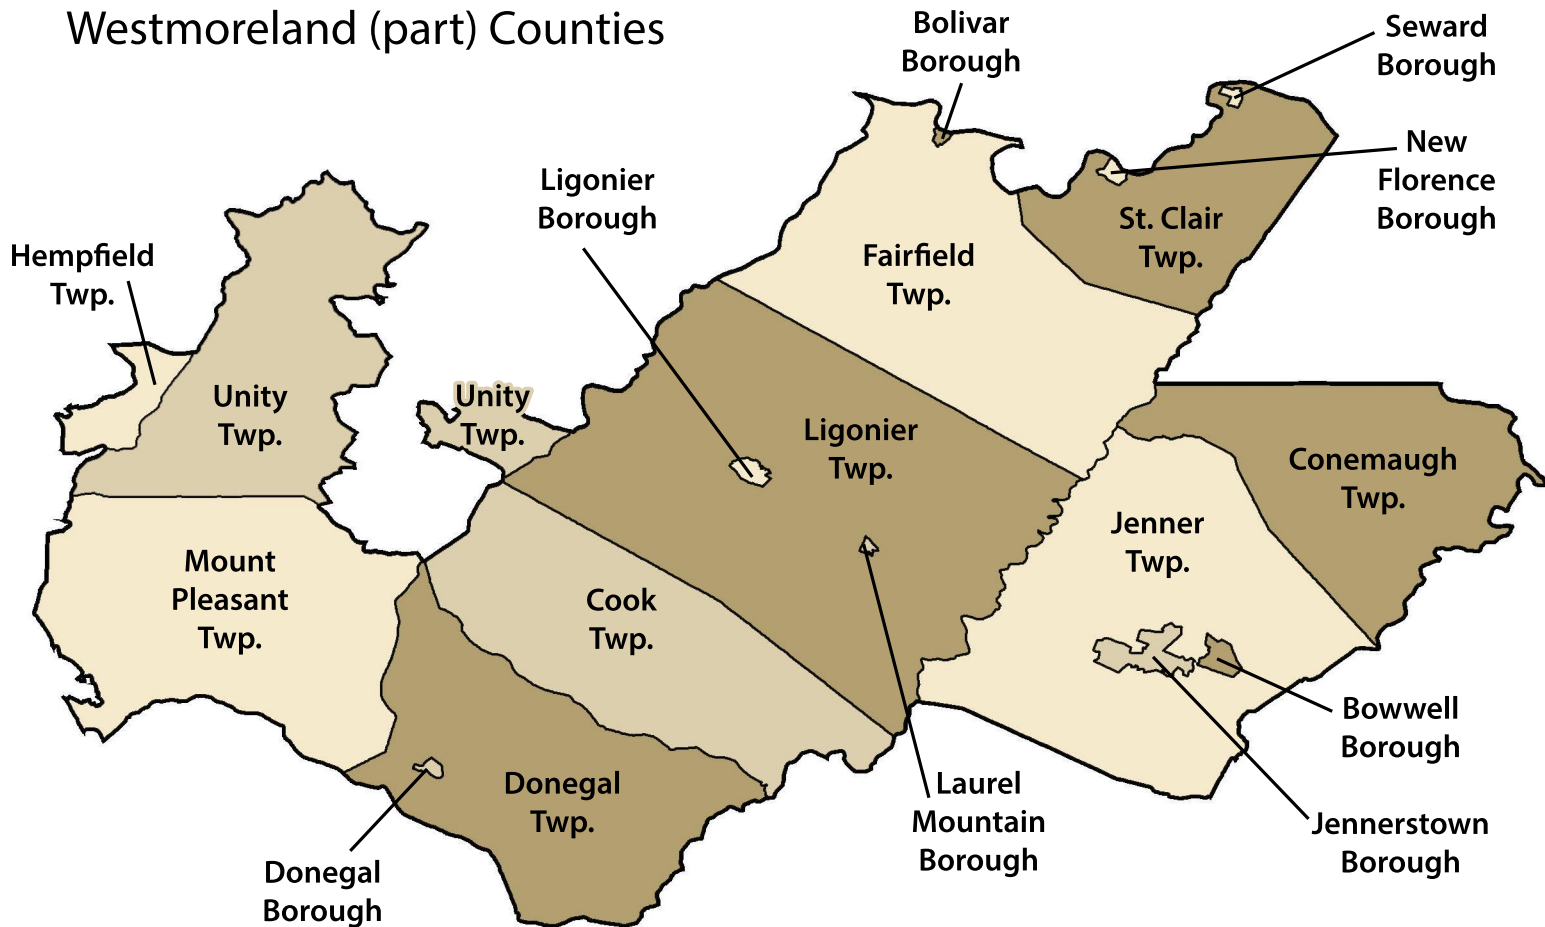 Westmoreland (part) Counties
Bolivar
Borough
Seward
Borough
New
Florence
Borough
Ligonier
Borough
St. Clair
Twp.
Hempfield
Twp.
Fairfield
Twp.
Unity
Twp.
Unity
Twp.
Ligonier
Twp.
Conemaugh
Twp.
Jenner
Twp.
Mount
Pleasant
Twp.
Cook
Twp.
Bowwell
Borough
Donegal
Twp.
Laurel
Mountain
Borough
Jennerstown
Borough
Donegal
Borough